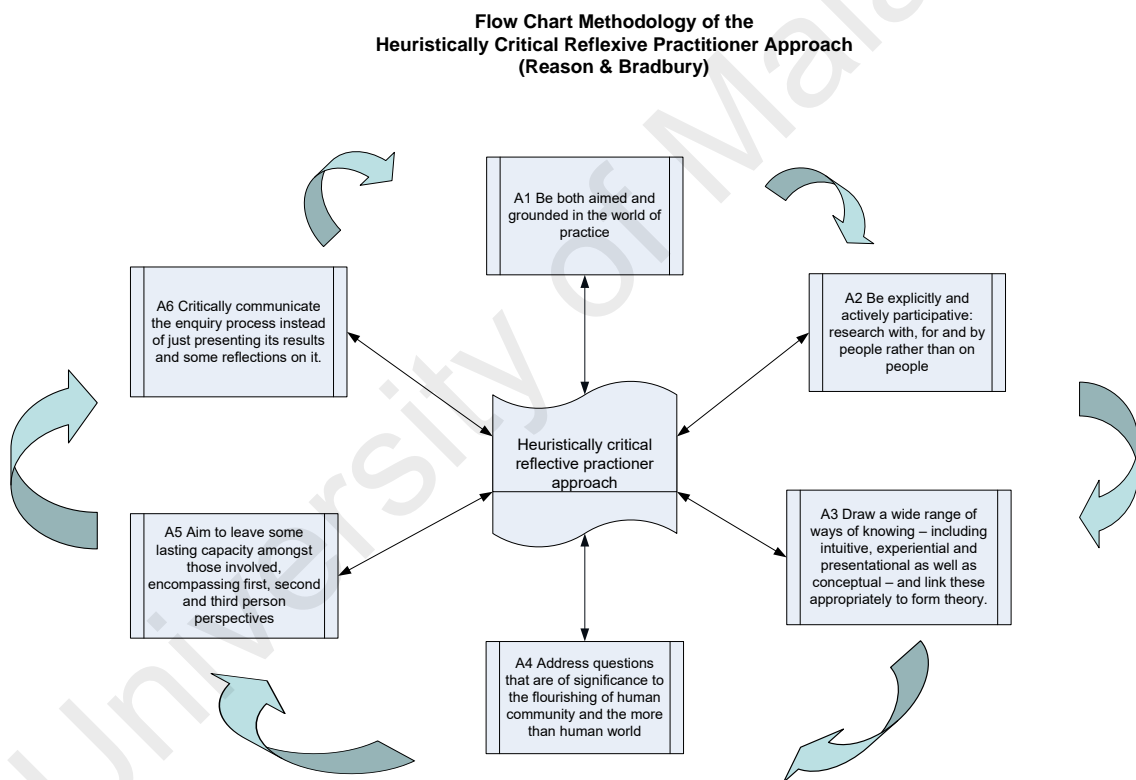 Flow Chart Methodology of the
Heuristically Critical Reflexive Practitioner Approach
(Reason & Bradbury)
A1 Be both aimed and
grounded in the world of
practice
A2 Be explicitly and
actively participative:
research with, for and by
people rather than on
people
A3 Draw a wide range of
ways of knowing – including
intuitive, experiential and
presentational as well as
conceptual – and link these
appropriately to form theory.
A4 Address questions
that are of significance to
the flourishing of human
community and the more
than human world
A5 Aim to leave some
lasting capacity amongst
those involved,
encompassing first, second
and third person
perspectives
A6 Critically communicate
the enquiry process instead
of just presenting its results
and some reflections on it.
Heuristically critical
reflective practioner
approach
University of Mala